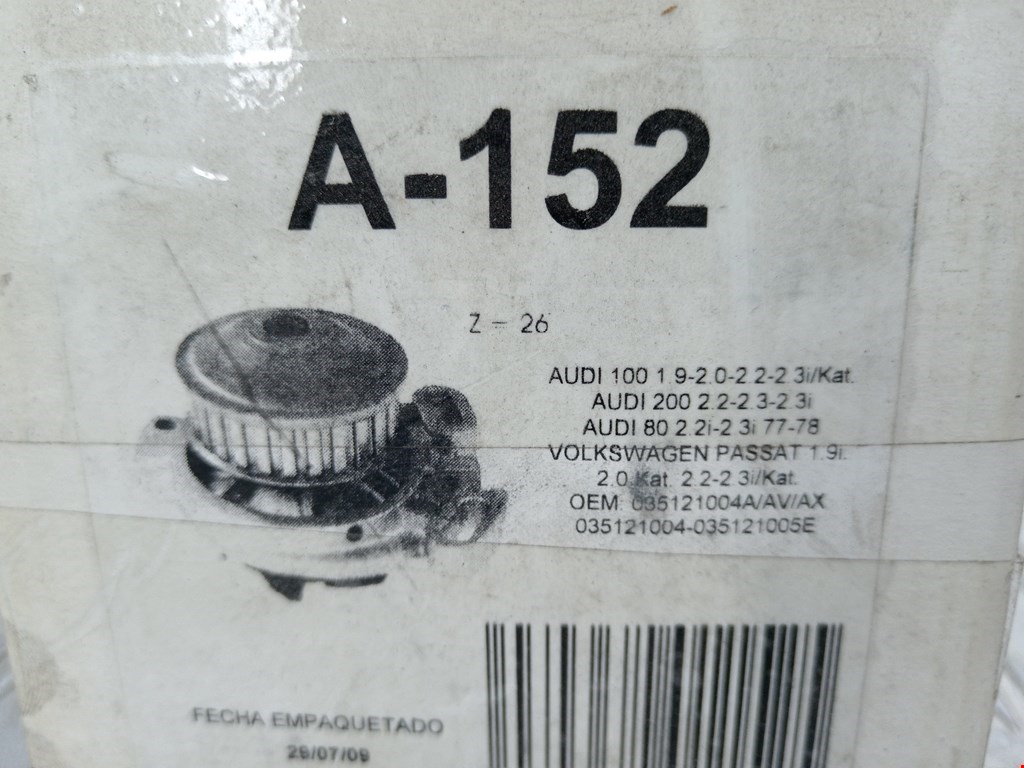 A-152
Z - 26
AUDI 100 1.9-2.0-2.2-2.3i/Kat.
AUDI 200 2.2-2.3-2.3i
AUDI 80 2.2i-2.3i 77-78
VOLKSWAGEN PASSAT 1.9i.
2.0 Kat. 2.2-2.3i/Kat.
OEM: 035121004A/AV/AX
035121004-035121005E
FECHA EMPAQUETADO
29/07/09